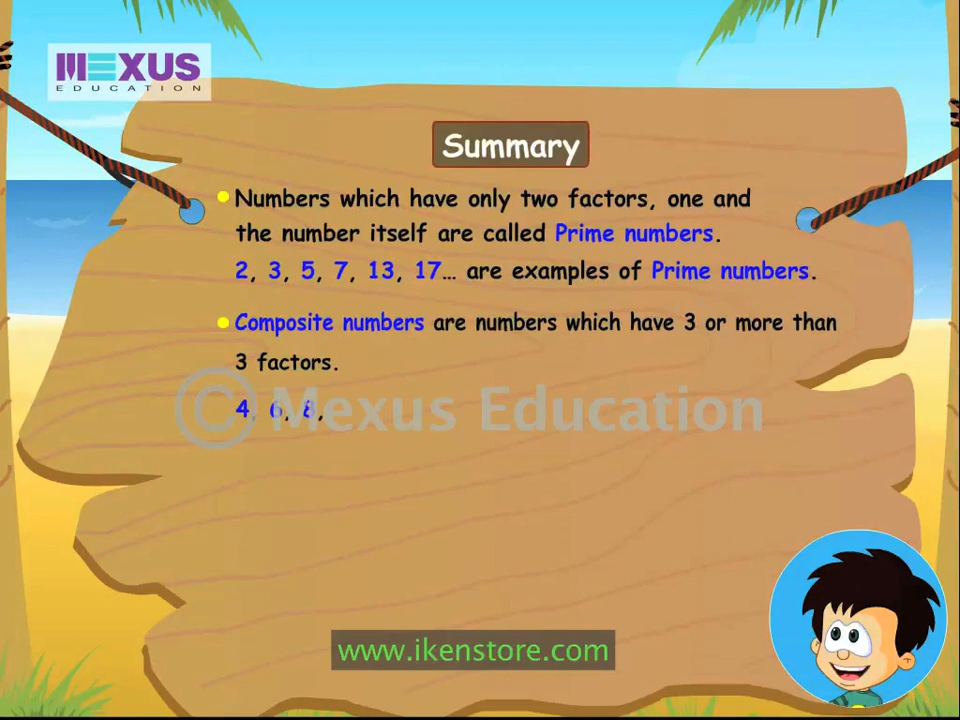 MEXUS
EDUCATION
Summary
Numbers which have only two factors, one and
the number itself are called Prime numbers.
2, 3, 5, 7, 13, 17... are examples of Prime numbers.
Composite numbers are numbers which have 3 or more than
3 factors.
4, 6, 8,
© Mexus Education
www.ikenstore.com